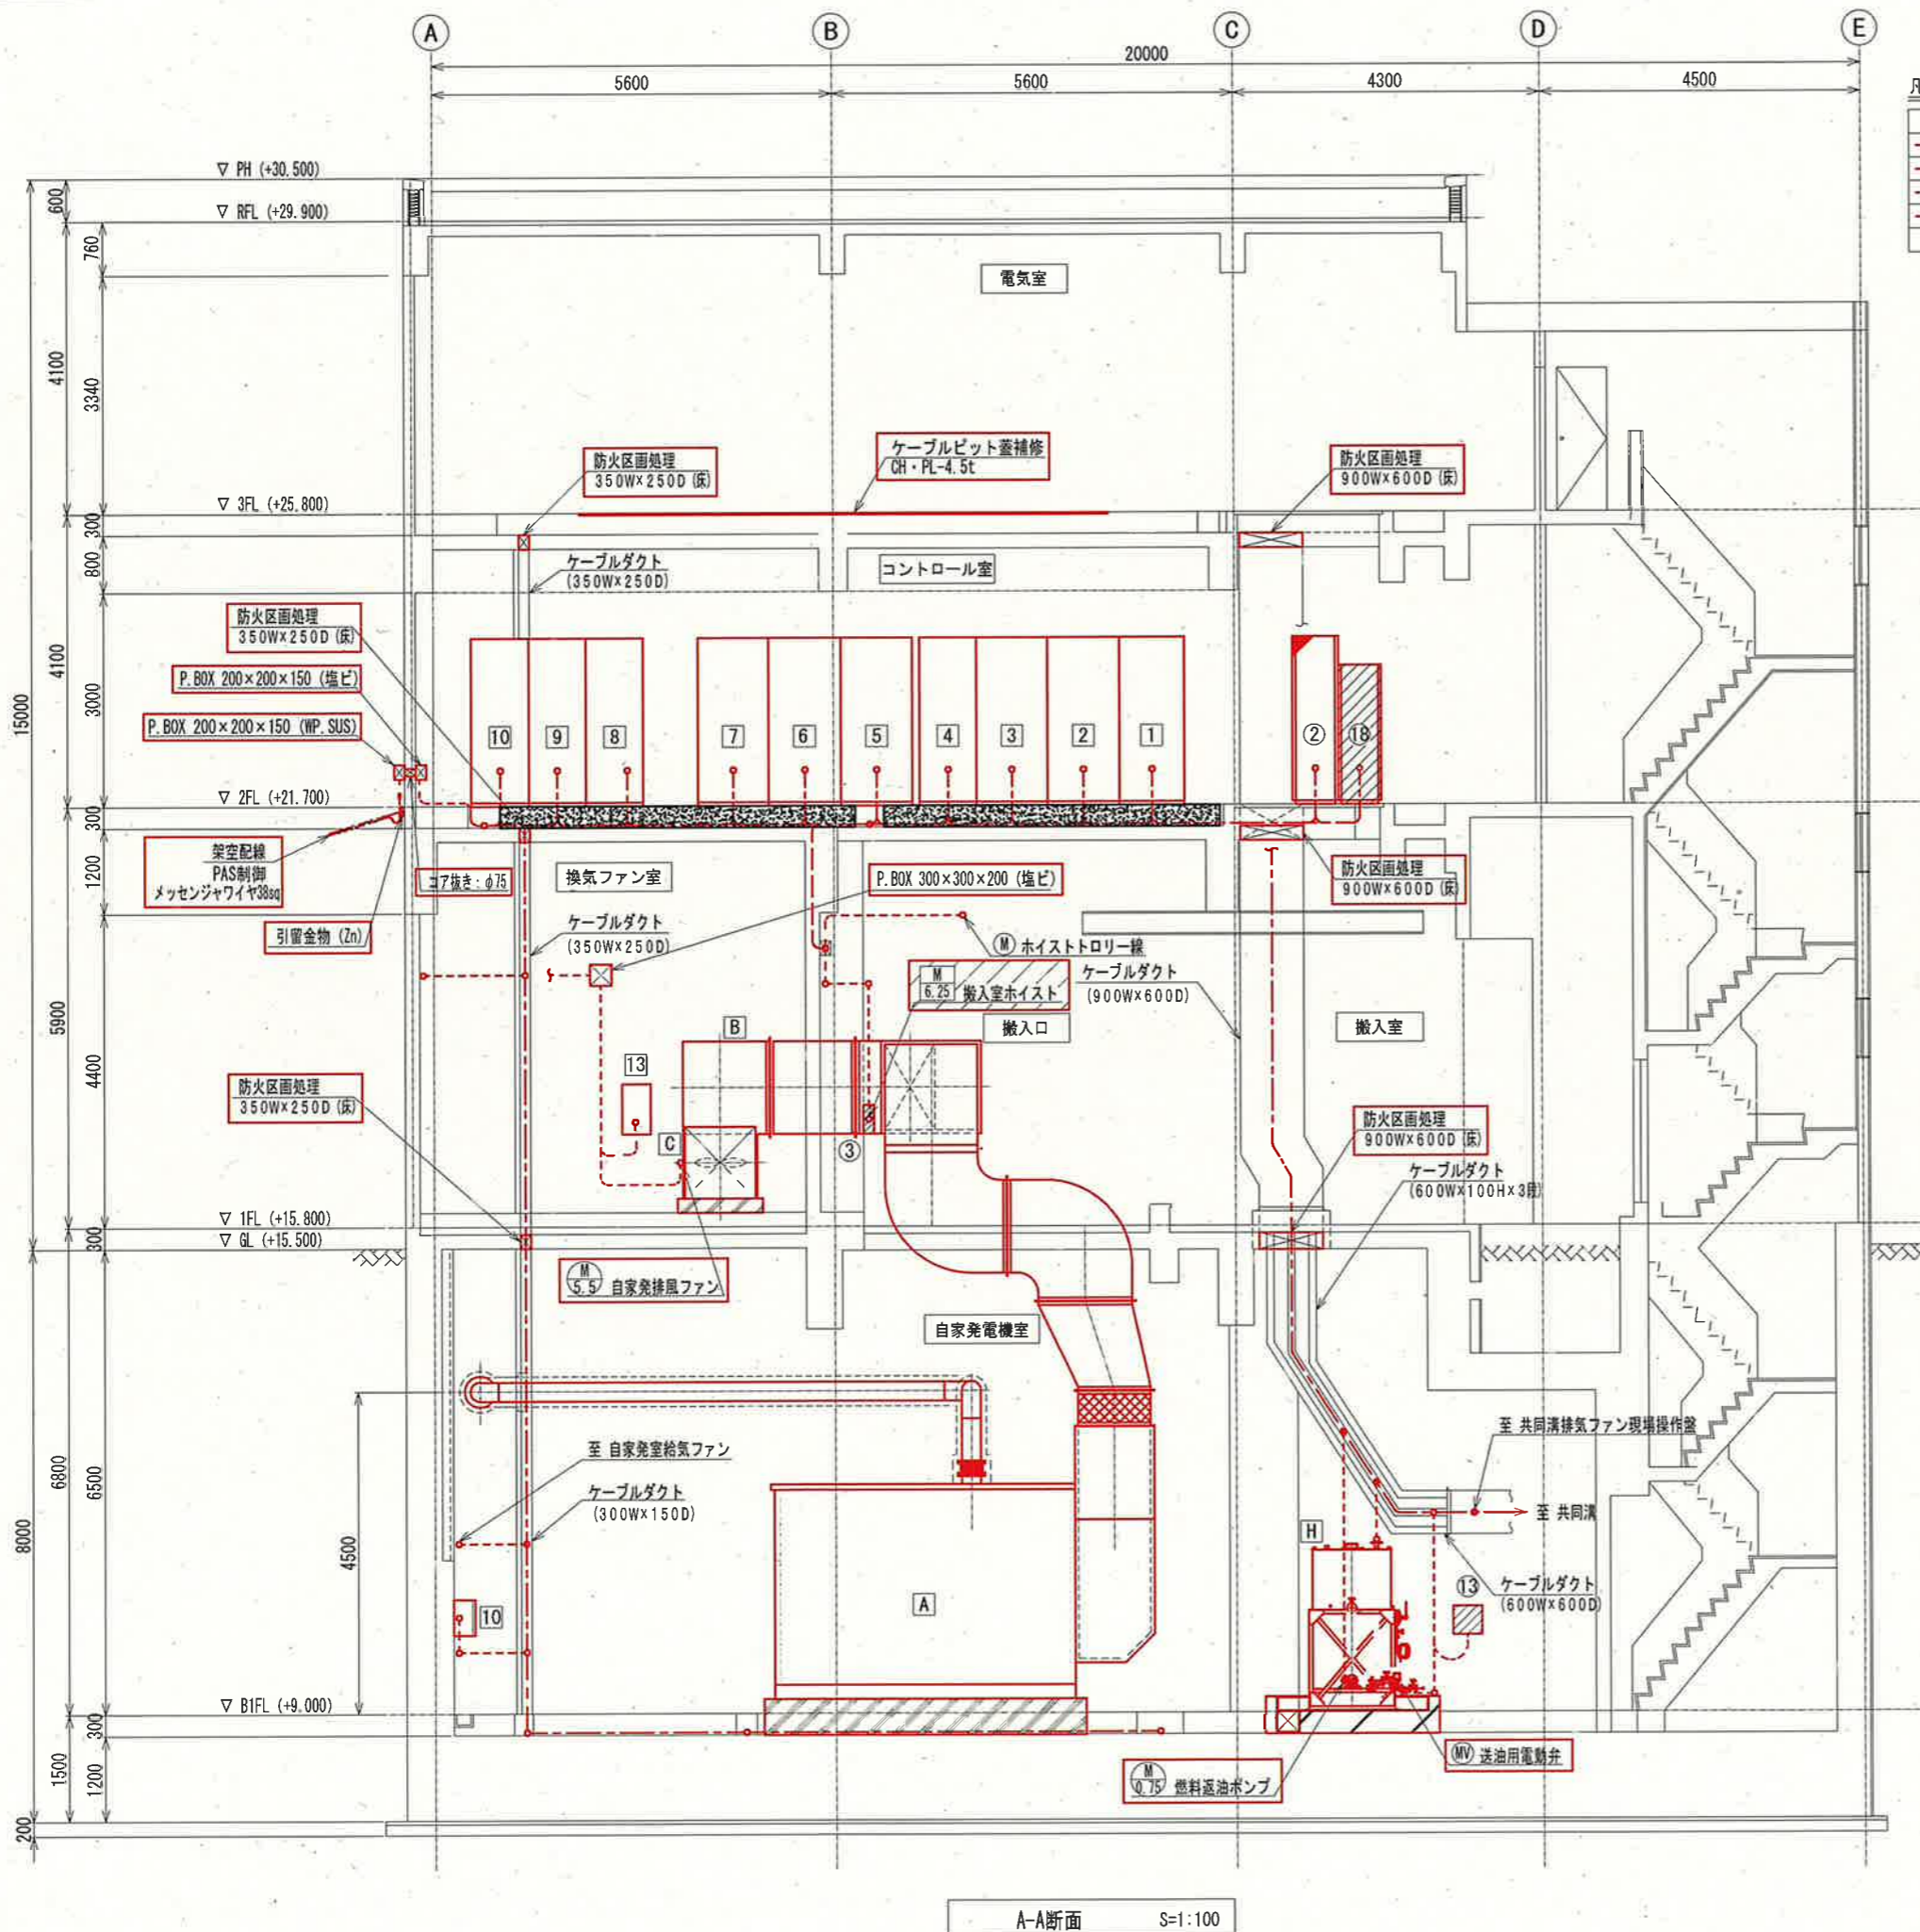 A
B
C
D
E
20000
5600
5600
4300
4500
凡
▽ PH (+30.500)
▽ RFL (+29.900)
600
760
4100
3340
電気室
防火区画処理
350W×250D (床)
ケーブルピット蓋補修
CH・PL-4.5t
防火区画処理
900W×600D (床)
▽ 3FL (+25.800)
300
800
ケーブルダクト
(350W×250D)
コントロール室
防火区画処理
350W×250D (床)
P.BOX 200×200×150 (塩ビ)
P.BOX 200×200×150 (WP.SUS)
15000
4100
3000
10
9
8
7
6
5
4
3
2
1
②
⑱
▽ 2FL (+21.700)
300
1200
架空配線
PAS制御
メッセンジャワイヤ38sq
コア抜き:φ75
引留金物 (Zn)
換気ファン室
ケーブルダクト
(350W×250D)
P.BOX 300×300×200 (塩ビ)
防火区画処理
900W×600D (床)
M ホイストトロリー線
M
6.25 搬入室ホイスト
ケーブルダクト
(900W×600D)
搬入口
搬入室
5900
4400
B
13
C
③
防火区画処理
350W×250D (床)
防火区画処理
900W×600D (床)
ケーブルダクト
(600W×100H×3段)
▽ 1FL (+15.800)
▽ GL (+15.500)
300
M
5.5 自家発排風ファン
自家発電機室
至 自家発室給気ファン
ケーブルダクト
(300W×150D)
至 共同溝排気ファン現場操作盤
至 共同溝
8000
6800
6500
4500
H
⑬
ケーブルダクト
(600W×600D)
10
A
▽ B1FL (+9.000)
300
1500
1200
200
M
0.75 燃料返油ポンプ
MV 送油用電動弁
A-A断面 S=1:100